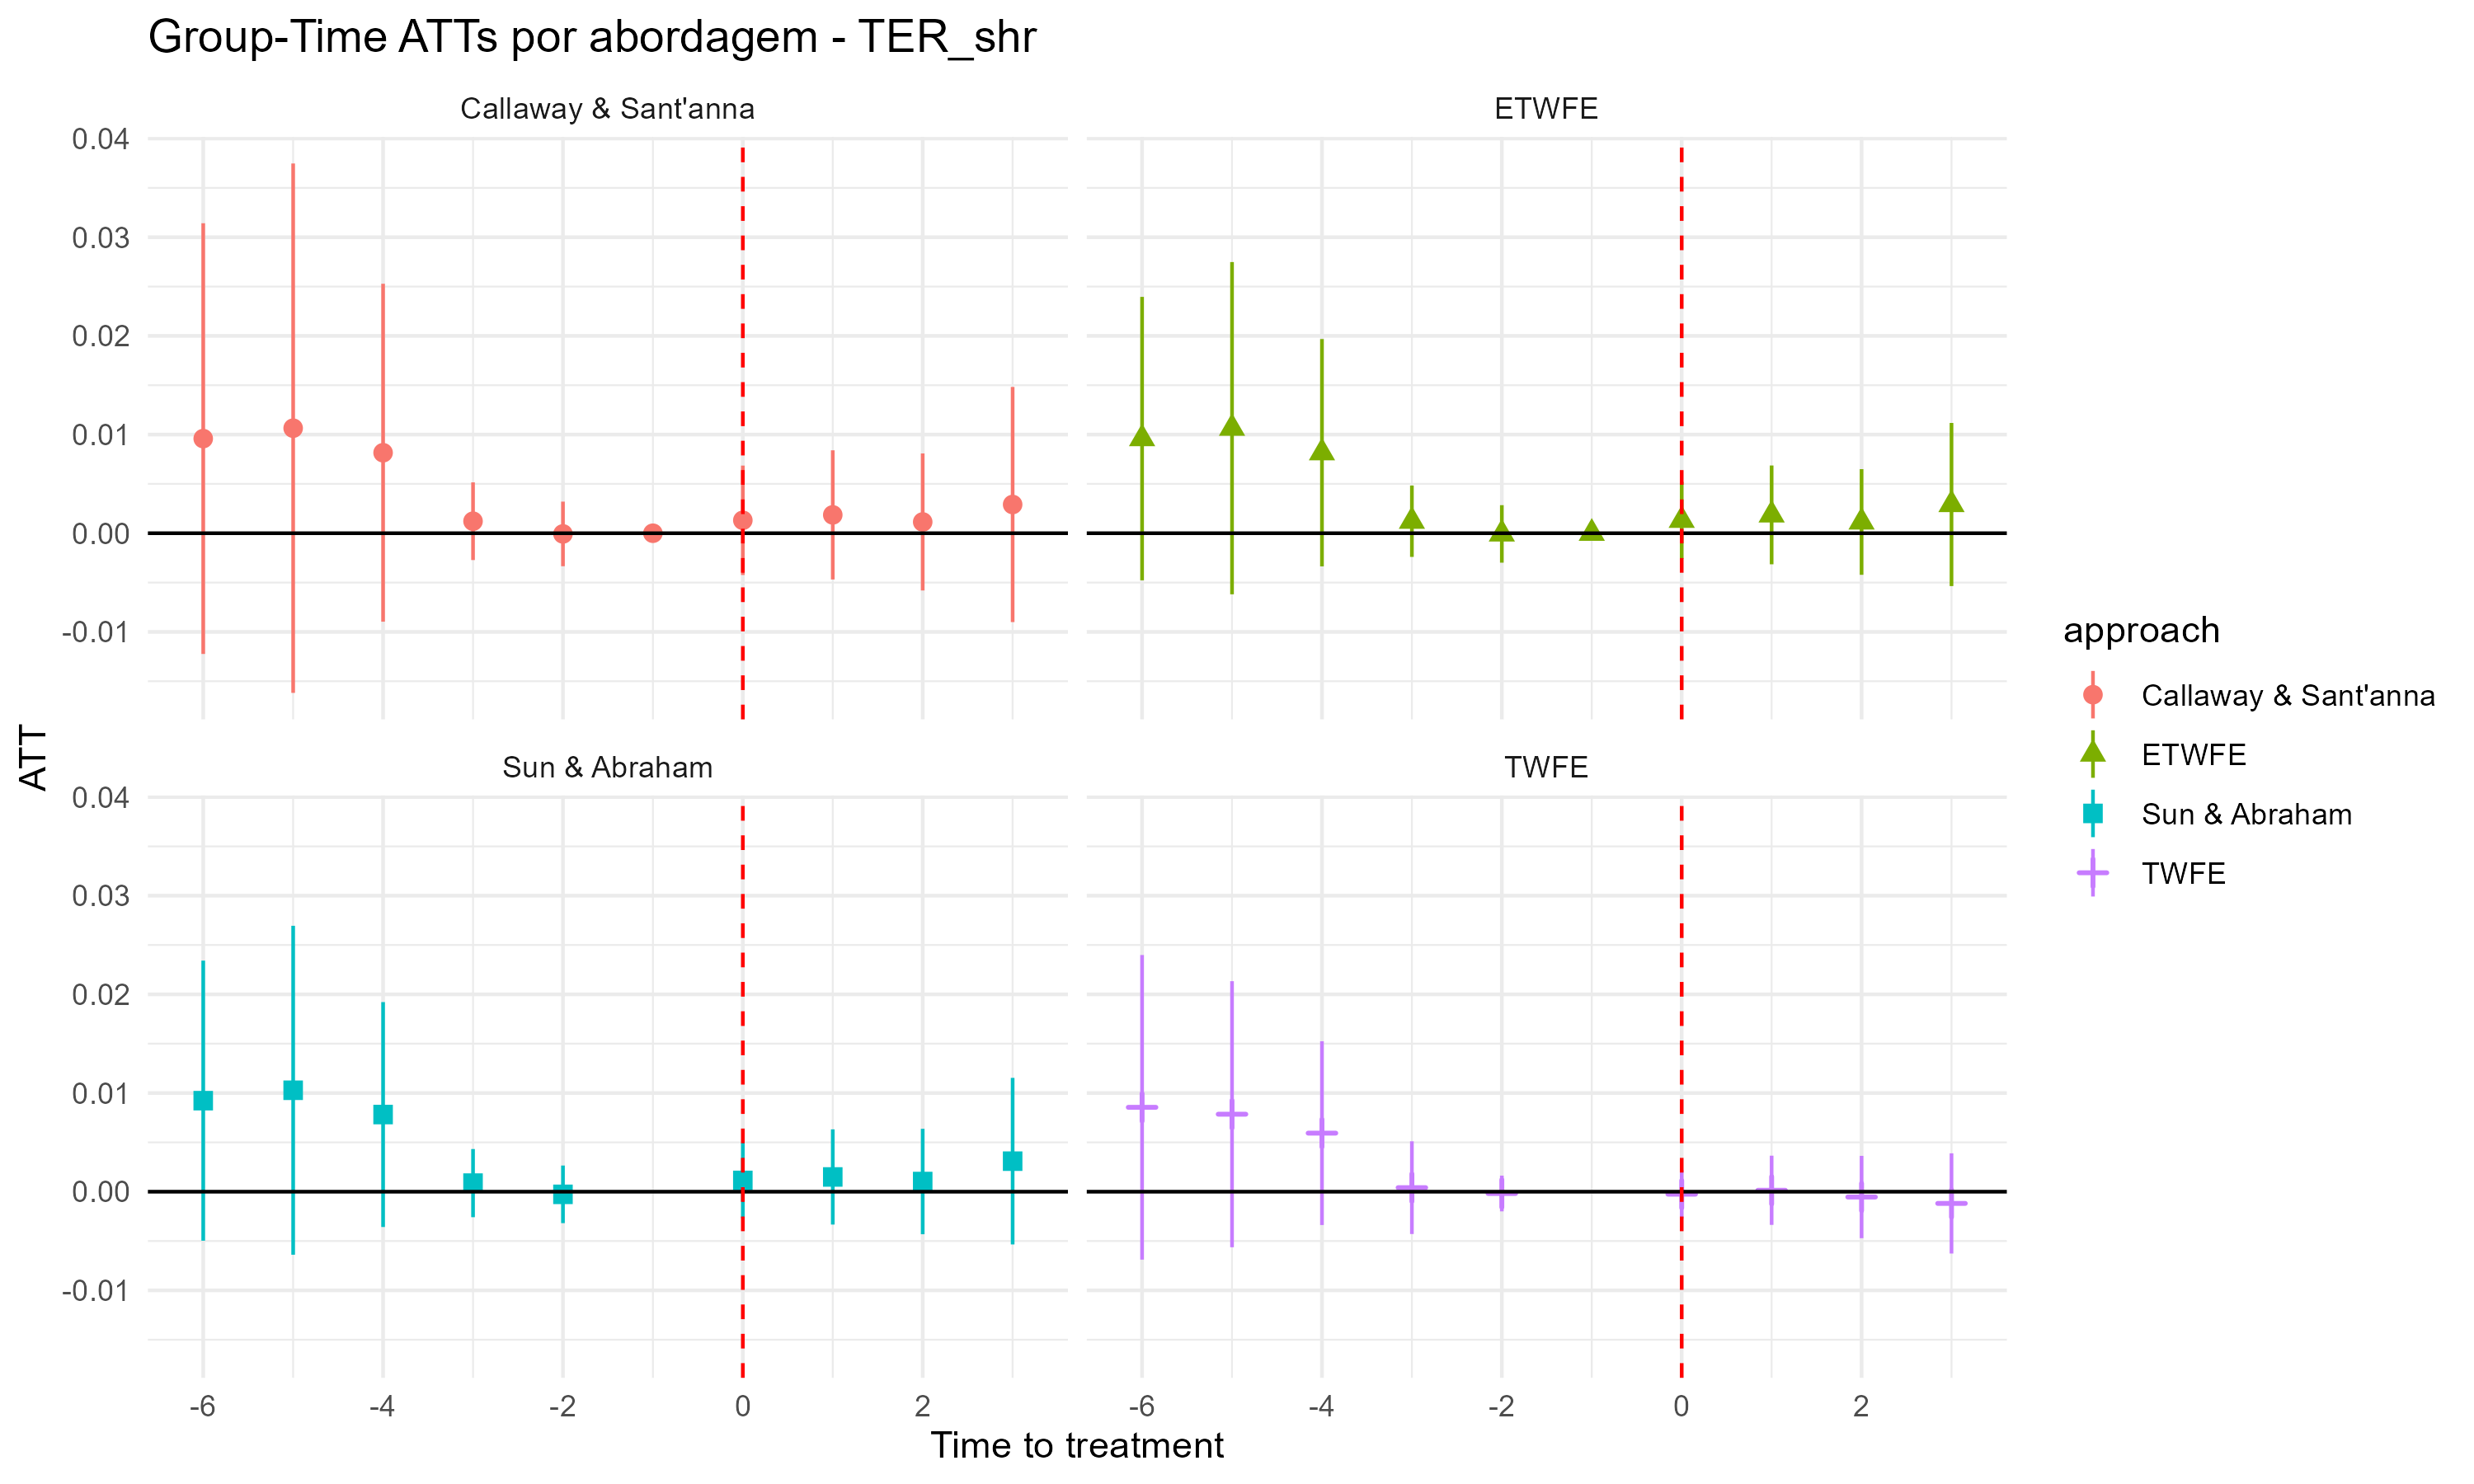 Group-Time ATTs por abordagem - TER_shr
Callaway & Sant'anna
ETWFE
0.04
0.03
0.02
0.01
0.00
-0.01
Sun & Abraham
TWFE
0.04
0.03
0.02
0.01
0.00
-0.01
ATT
-6
-4
-2
0
2
-6
-4
-2
0
2
Time to treatment
approach
Callaway & Sant'anna
ETWFE
Sun & Abraham
TWFE